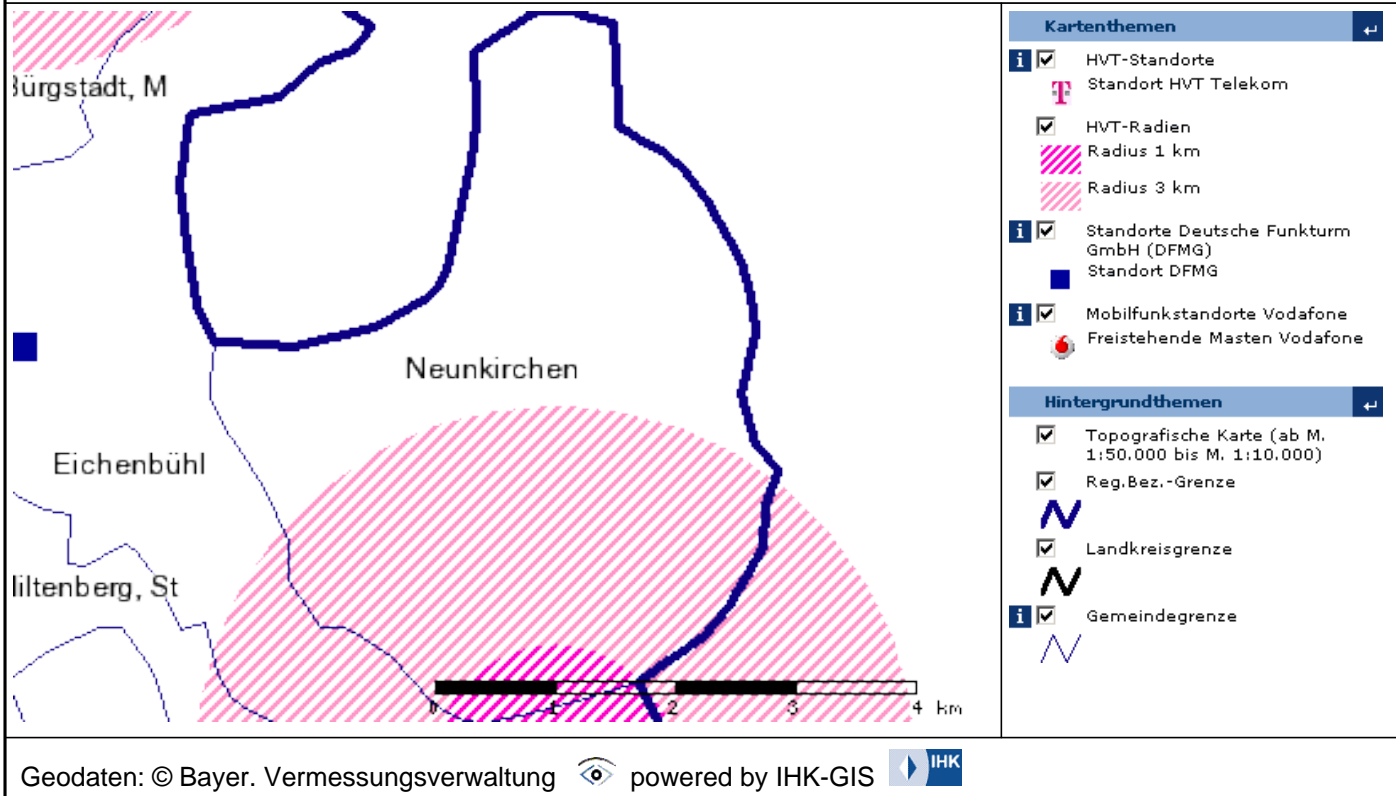 Bürgstadt, M
Neunkirchen
Eichenbühl
Miltenberg, St
0 1 2 3 4 km
Kartenthemen
i HVT-Standorte
T Standort HVT Telekom
HVT-Radien
Radius 1 km
Radius 3 km
i Standorte Deutsche Funkturm
GmbH (DFMG)
Standort DFMG
i Mobilfunkstandorte Vodafone
Freistehende Masten Vodafone
Hintergrundthemen
Topografische Karte (ab M.
1:50.000 bis M. 1:10.000)
Reg.Bez.-Grenze
Landkreisgrenze
i Gemeindegrenze
Geodaten: © Bayer. Vermessungsverwaltung powered by IHK-GIS IHK